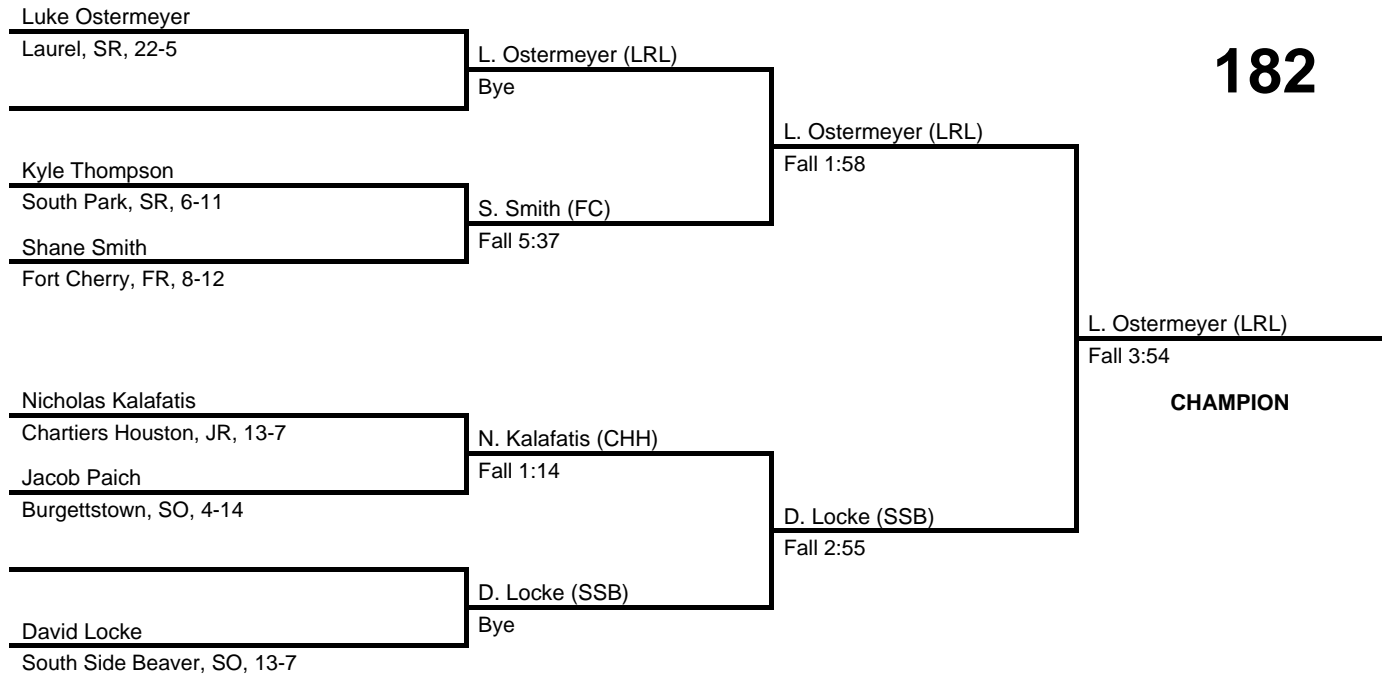 Luke Ostermeyer
Laurel, SR, 22-5
L. Ostermeyer (LRL)
Bye
182
L. Ostermeyer (LRL)
Fall 1:58
Kyle Thompson
South Park, SR, 6-11
S. Smith (FC)
Fall 5:37
Shane Smith
Fort Cherry, FR, 8-12
L. Ostermeyer (LRL)
Fall 3:54
CHAMPION
Nicholas Kalafatis
Chartiers Houston, JR, 13-7
N. Kalafatis (CHH)
Fall 1:14
Jacob Paich
Burgettstown, SO, 4-14
D. Locke (SSB)
Fall 2:55
D. Locke (SSB)
Bye
David Locke
South Side Beaver, SO, 13-7